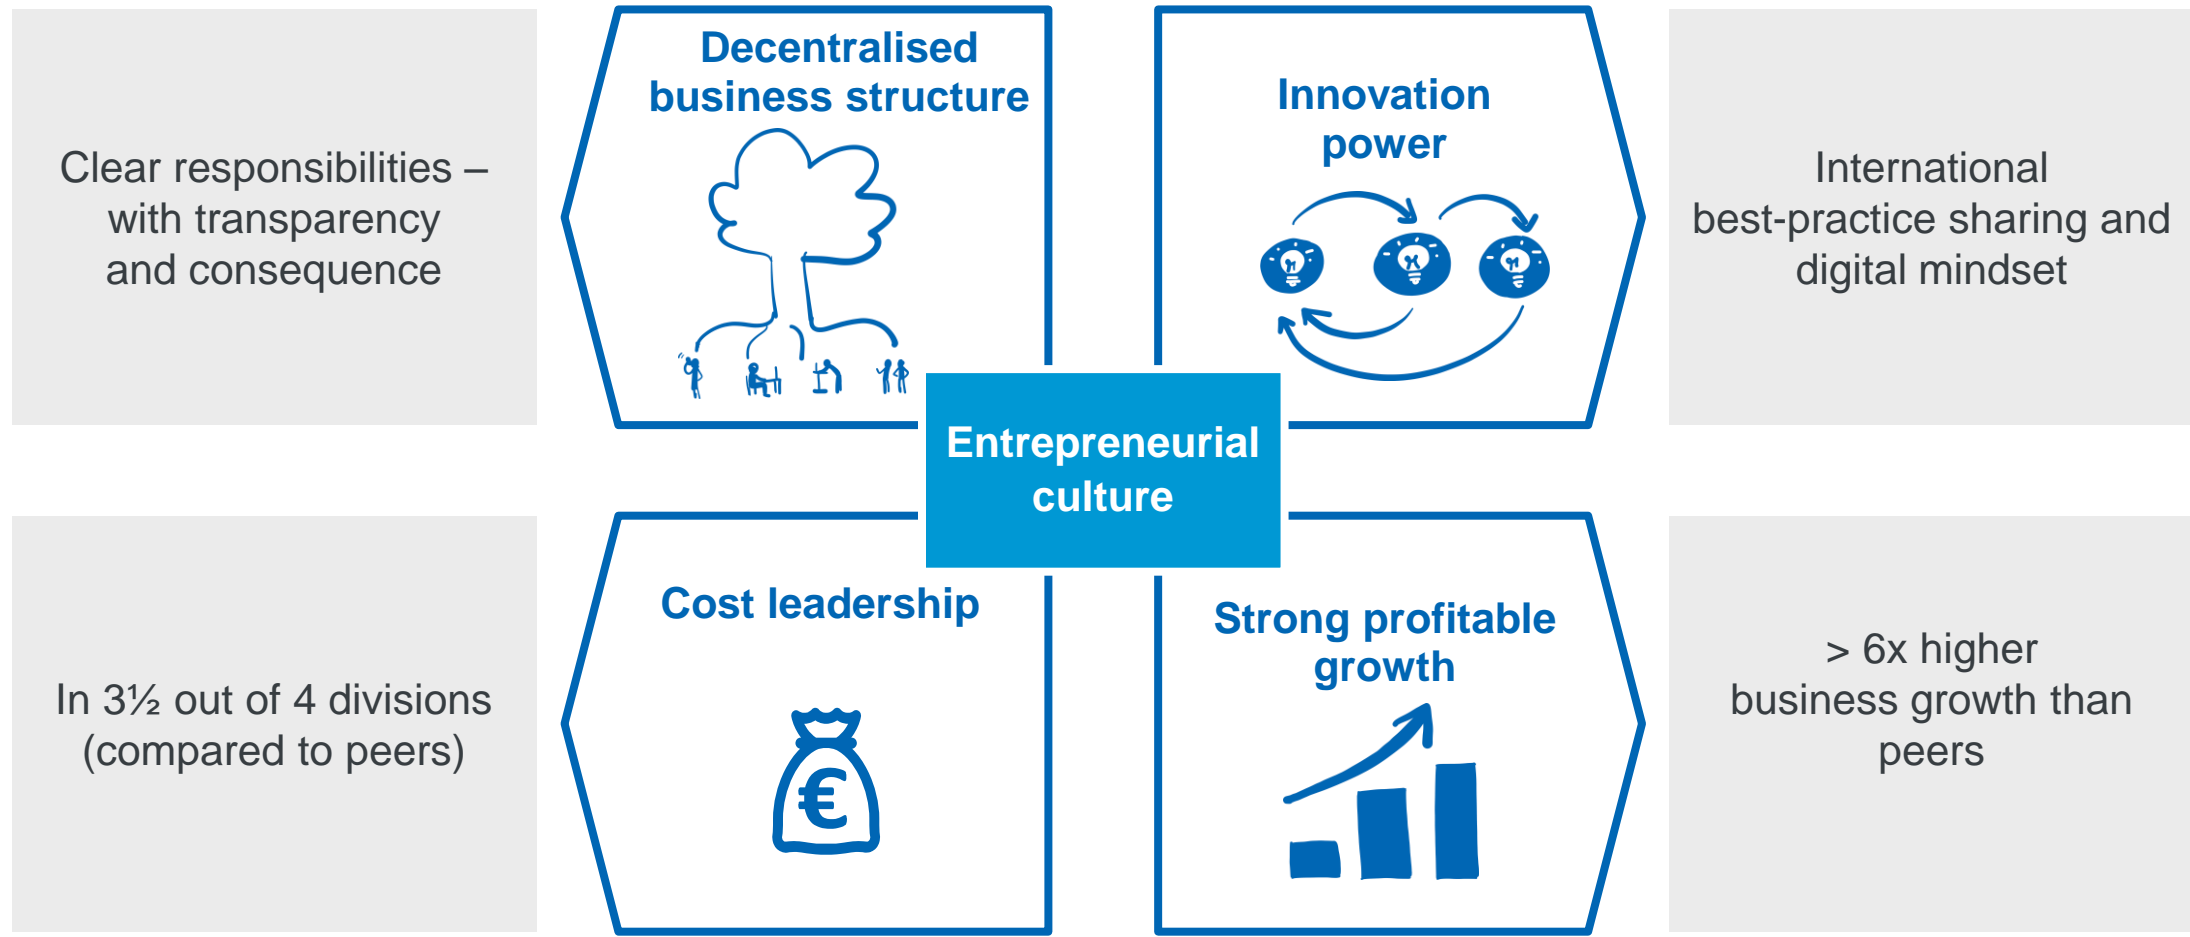 Clear responsibilities –
with transparency
and consequence
Decentralised
business structure
Innovation
power
International
best-practice sharing and
digital mindset
Entrepreneurial
culture
In 3½ out of 4 divisions
(compared to peers)
Cost leadership
€
Strong profitable
growth
> 6x higher
business growth than
peers